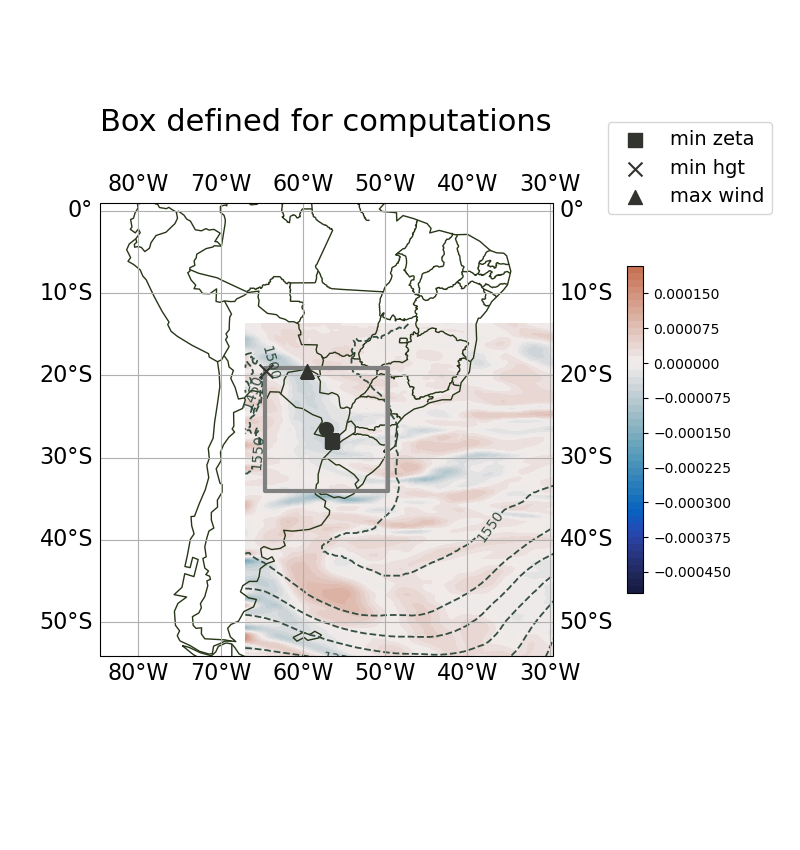 Box defined for computations
min zeta
min hgt
max wind
80°W 70°W 60°W 50°W 40°W 30°W
0° 0°
10°S 10°S
20°S 20°S
30°S 30°S
40°S 40°S
50°S 50°S
80°W 70°W 60°W 50°W 40°W 30°W
1500
1550
1550
0.000150
0.000075
0.000000
−0.000075
−0.000150
−0.000225
−0.000300
−0.000375
−0.000450